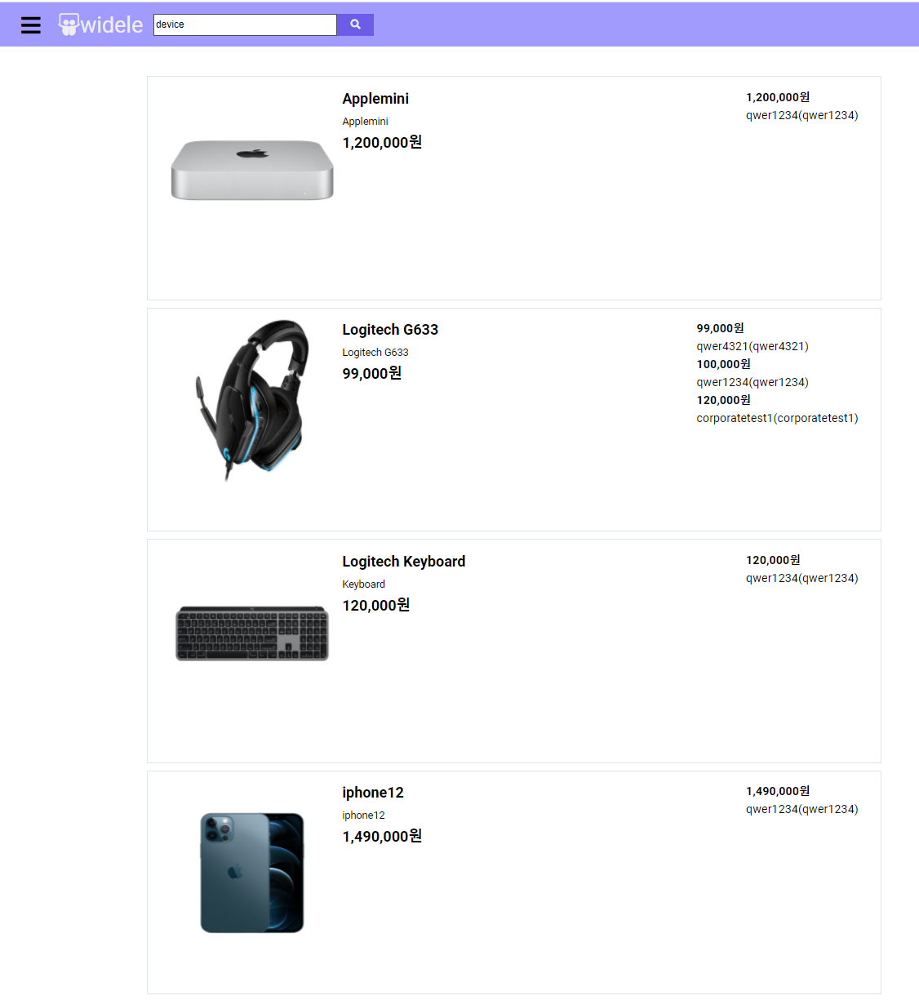 widele
device
Applemini
Applemini
1,200,000원
1,200,000원
qwer1234(qwer1234)
Logitech G633
Logitech G633
99,000원
99,000원
qwer4321(qwer4321)
100,000원
qwer1234(qwer1234)
120,000원
corporatetest1(corporatetest1)
Logitech Keyboard
Keyboard
120,000원
120,000원
qwer1234(qwer1234)
iphone12
iphone12
1,490,000원
1,490,000원
qwer1234(qwer1234)